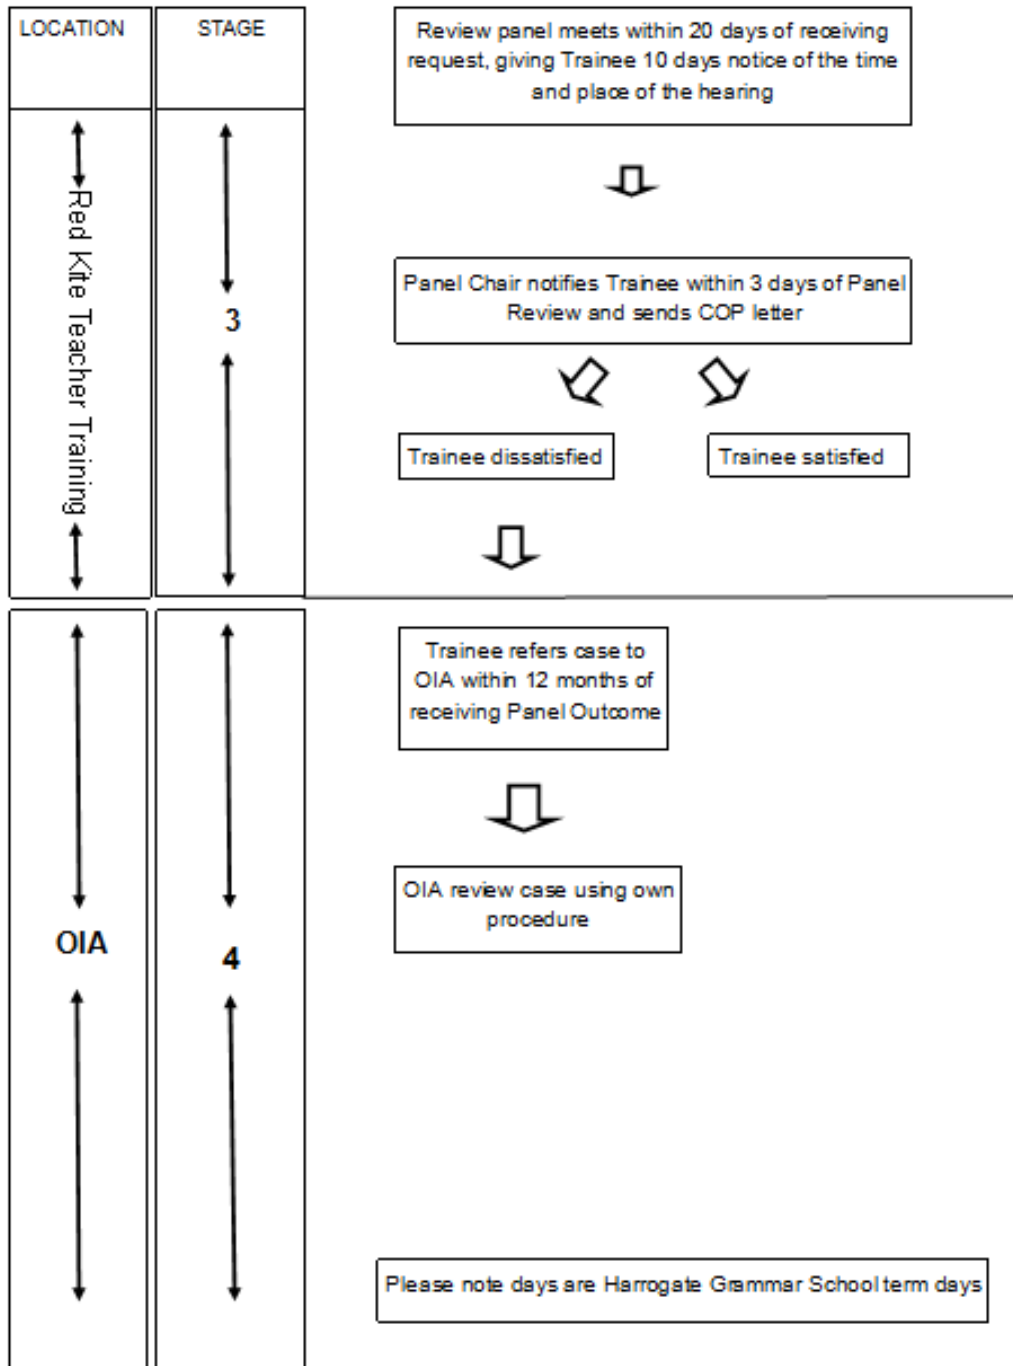 LOCATION
STAGE
Review panel meets within 20 days of receiving
request, giving Trainee 10 days notice of the time
and place of the hearing
Red Kite Teacher Training
3
Panel Chair notifies Trainee within 3 days of Panel
Review and sends COP letter
Trainee dissatisfied
Trainee satisfied
Trainee refers case to
OIA within 12 months of
receiving Panel Outcome
OIA review case using own
procedure
OIA
4
Please note days are Harrogate Grammar School term days